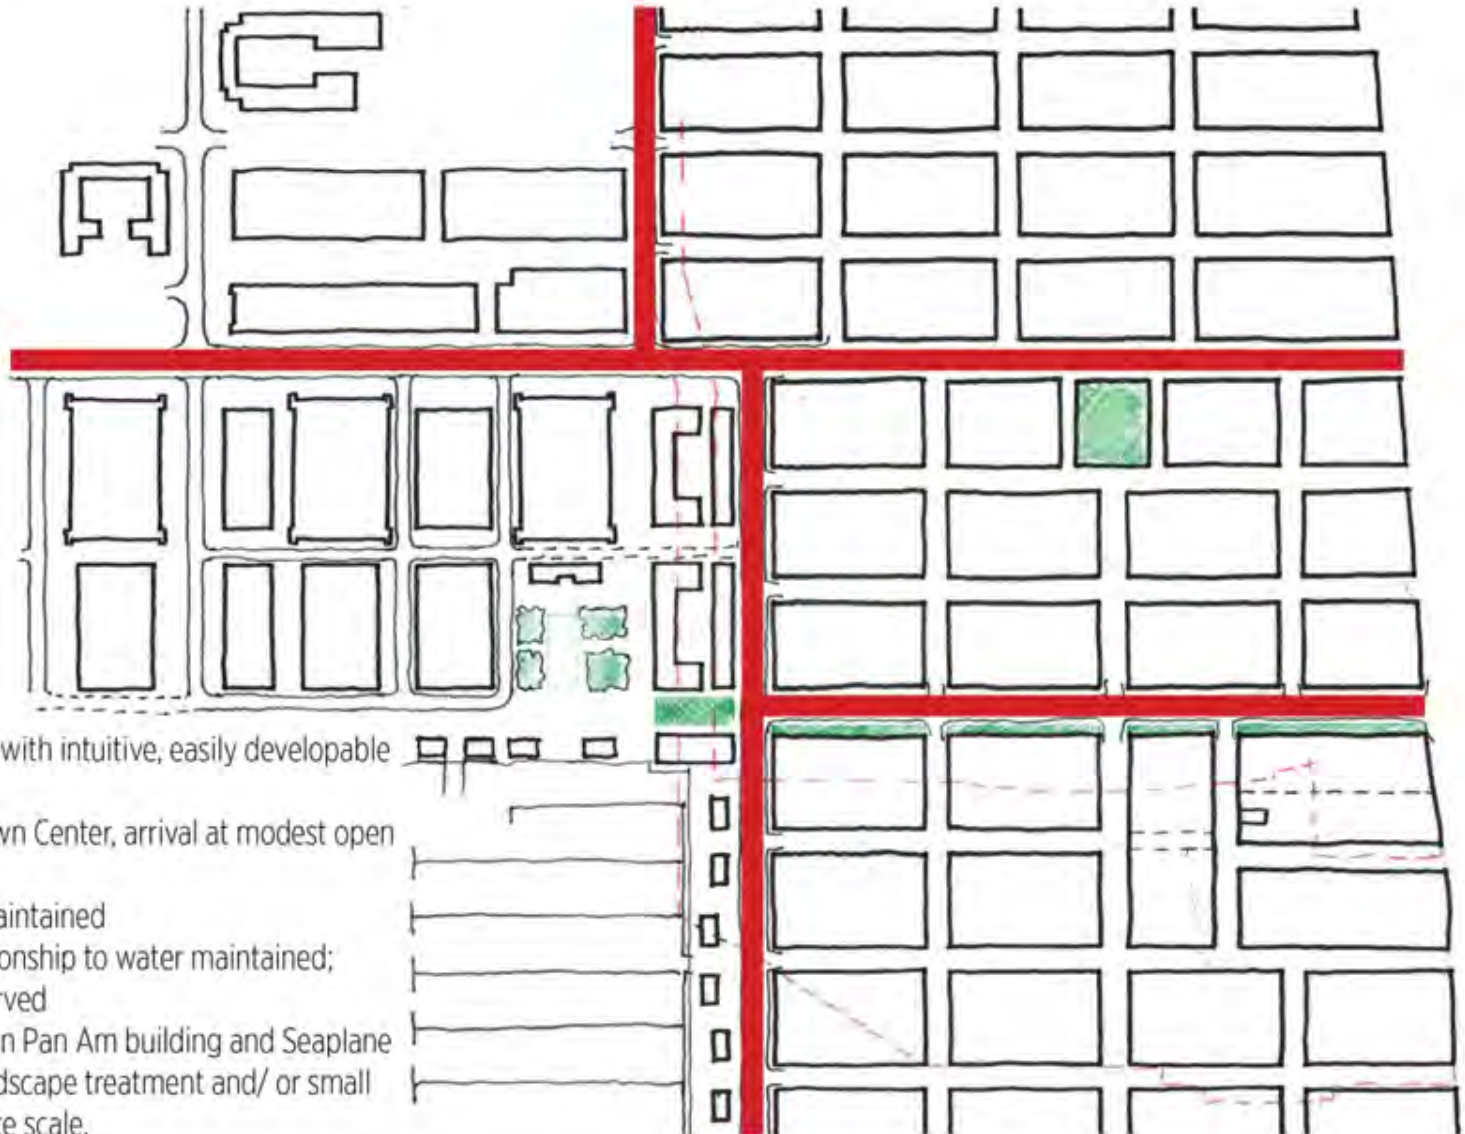 with intuitive, easily developable
wn Center, arrival at modest open
aintained
onship to water maintained;
rved
n Pan Am building and Seaplane
dscape treatment and/ or small
e scale.